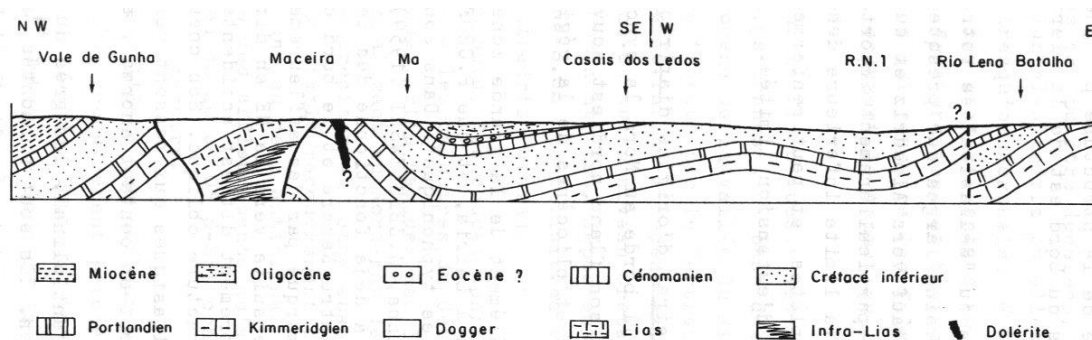 N W SE W E
Vale de Gunha Maceira Ma Casais dos Ledos R.N.1 Rio Lena Batalha
?
?
Miocène Oligocène Eocène ? Cénomanien Crétacé inférieur
Portlandien Kimmeridgien Dogger Lias Infra-Lias Dolérite